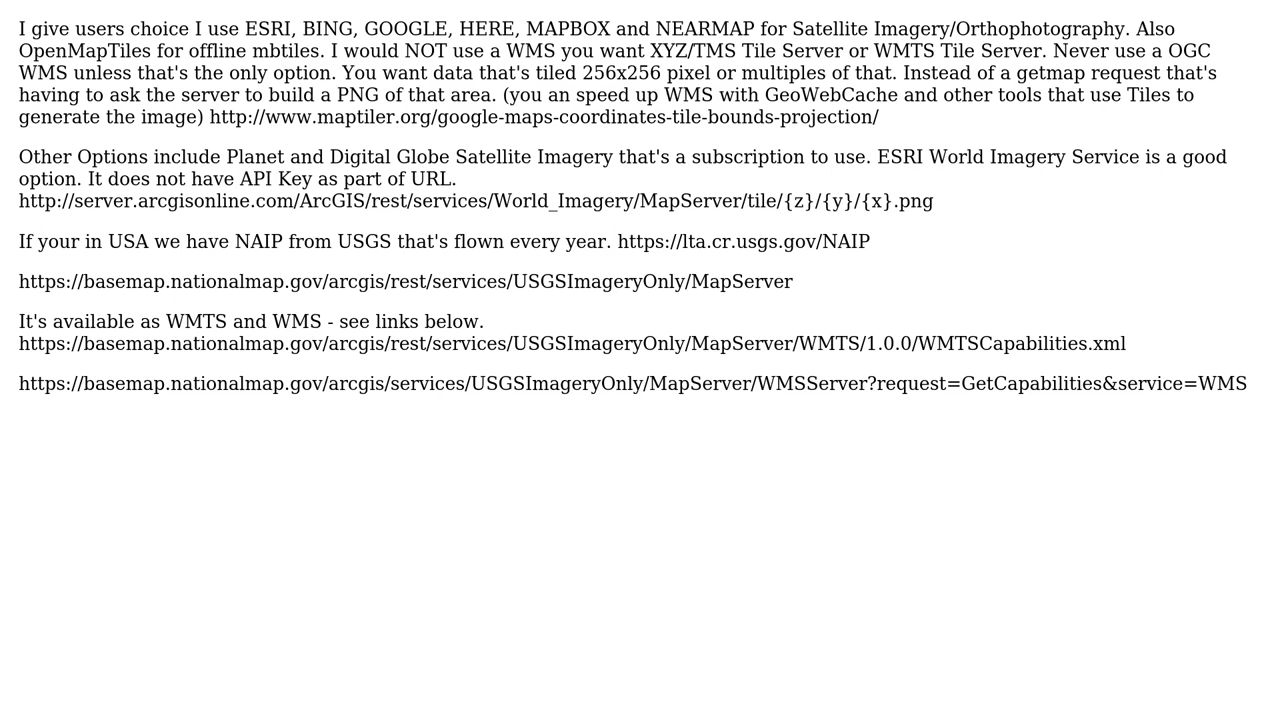 I give users choice I use ESRI, BING, GOOGLE, HERE, MAPBOX and NEARMAP for Satellite Imagery/Orthophotography. Also
OpenMapTiles for offline mbtiles. I would NOT use a WMS you want XYZ/TMS Tile Server or WMTS Tile Server. Never use a OGC
WMS unless that's the only option. You want data that's tiled 256x256 pixel or multiples of that. Instead of a getmap request that's
having to ask the server to build a PNG of that area. (you an speed up WMS with GeoWebCache and other tools that use Tiles to
generate the image) http://www.maptiler.org/google-maps-coordinates-tile-bounds-projection/
Other Options include Planet and Digital Globe Satellite Imagery that's a subscription to use. ESRI World Imagery Service is a good
option. It does not have API Key as part of URL.
http://server.arcgisonline.com/ArcGIS/rest/services/World_Imagery/MapServer/tile/{z}/{y}/{x}.png
If your in USA we have NAIP from USGS that's flown every year. https://lta.cr.usgs.gov/NAIP
https://basemap.nationalmap.gov/arcgis/rest/services/USGSImageryOnly/MapServer
It's available as WMTS and WMS - see links below.
https://basemap.nationalmap.gov/arcgis/rest/services/USGSImageryOnly/MapServer/WMTS/1.0.0/WMTSCapabilities.xml
https://basemap.nationalmap.gov/arcgis/services/USGSImageryOnly/MapServer/WMSServer?request=GetCapabilities&service=WMS